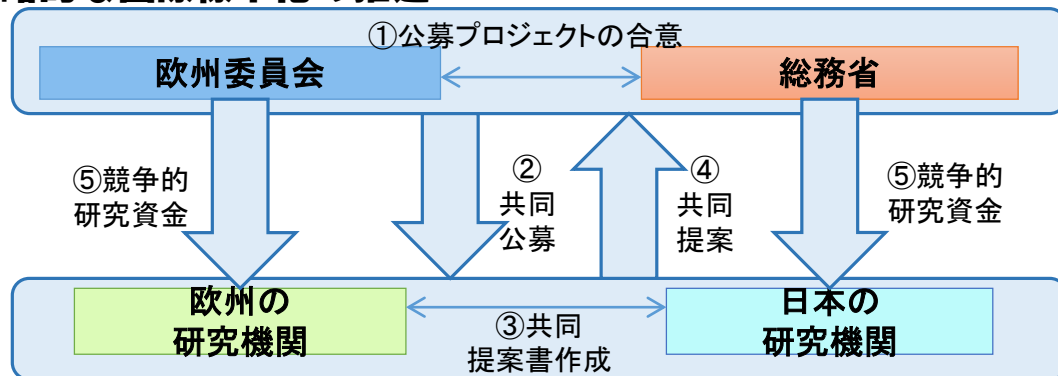 ①公募プロジェクトの合意
欧州委員会
総務省
⑤競争的
研究資金
②
共同
公募
④
共同
提案
⑤競争的
研究資金
欧州の
研究機関
③共同
提案書作成
日本の
研究機関